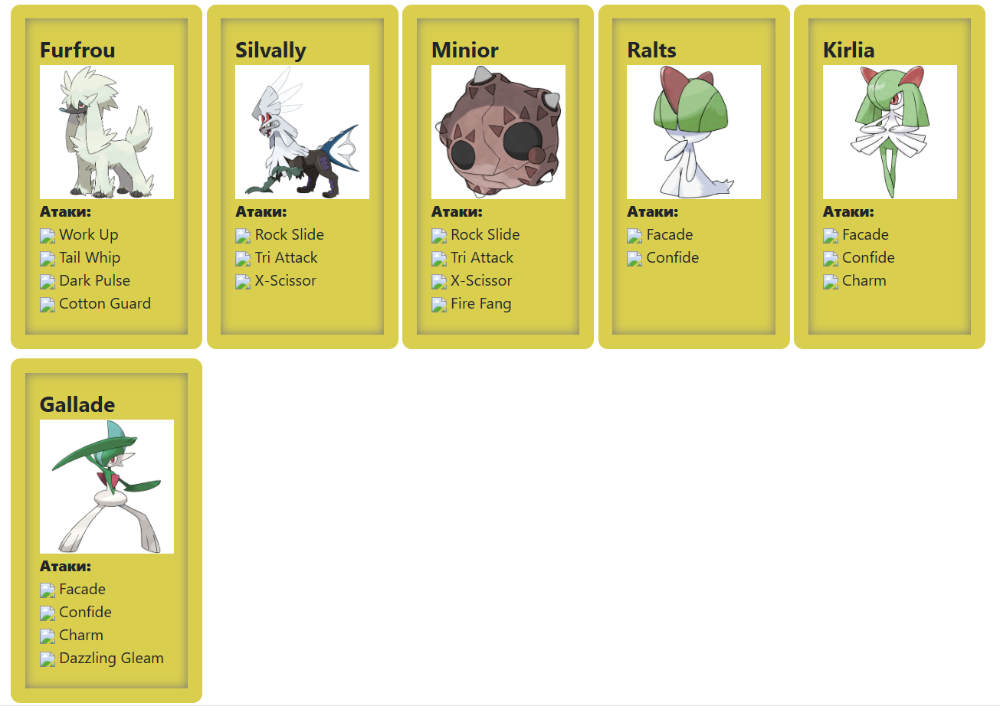 Furfrou
Атаки:
Work Up
Tail Whip
Dark Pulse
Cotton Guard
Silvally
Атаки:
Rock Slide
Tri Attack
X-Scissor
Minior
Атаки:
Rock Slide
Tri Attack
X-Scissor
Fire Fang
Ralts
Атаки:
Facade
Confide
Kirlia
Атаки:
Facade
Confide
Charm
Gallade
Атаки:
Facade
Confide
Charm
Dazzling Gleam